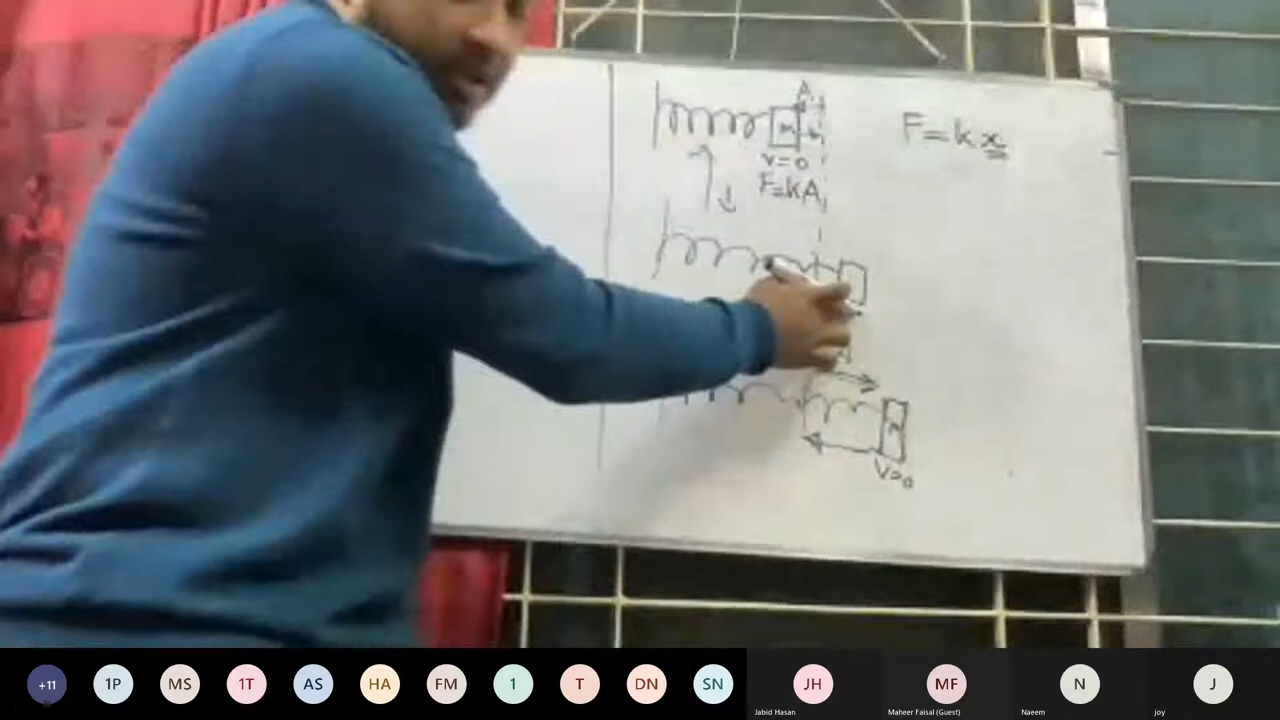 A
m
v=0
F=kA
F=kx
m
v=0
+11
1P
MS
1T
AS
HA
FM
1
T
DN
SN
JH
MF
N
J
Jabid Hasan
Maheer Faisal (Guest)
Naeem
joy